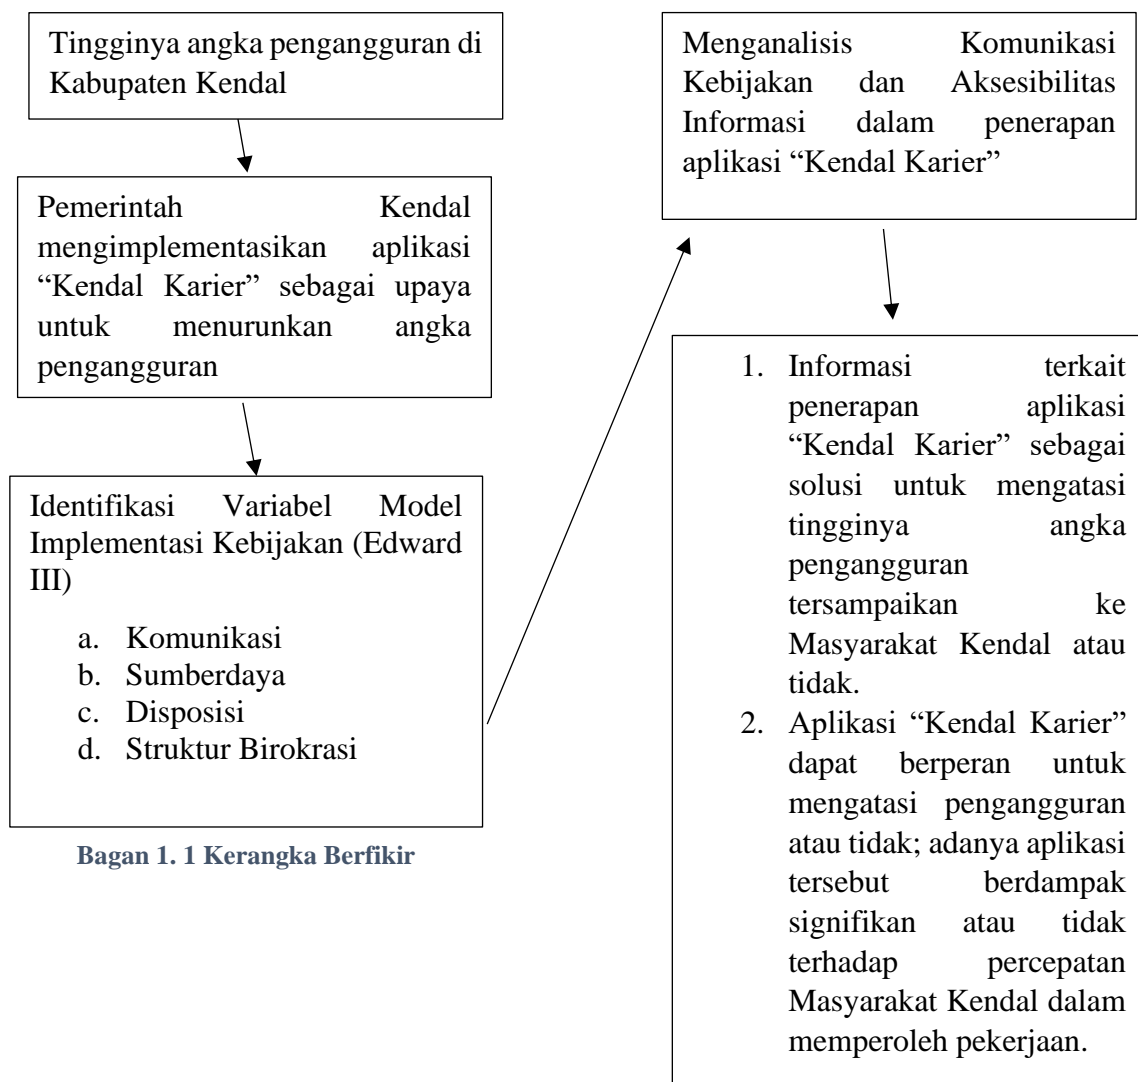 Tingginya angka pengangguran di
Kabupaten Kendal
Pemerintah Kendal
mengimplementasikan aplikasi
“Kendal Karier” sebagai upaya
untuk menurunkan angka
pengangguran
Identifikasi Variabel Model
Implementasi Kebijakan (Edward
III)
a. Komunikasi
b. Sumberdaya
c. Disposisi
d. Struktur Birokrasi
Bagan 1. 1 Kerangka Berfikir
Menganalisis Komunikasi
Kebijakan dan Aksesibilitas
Informasi dalam penerapan
aplikasi “Kendal Karier”
1. Informasi terkait
penerapan aplikasi
“Kendal Karier” sebagai
solusi untuk mengatasi
tingginya angka
pengangguran
tersampaikan ke
Masyarakat Kendal atau
tidak.
2. Aplikasi “Kendal Karier”
dapat berperan untuk
mengatasi pengangguran
atau tidak; adanya aplikasi
tersebut berdampak
signifikan atau tidak
terhadap percepatan
Masyarakat Kendal dalam
memperoleh pekerjaan.